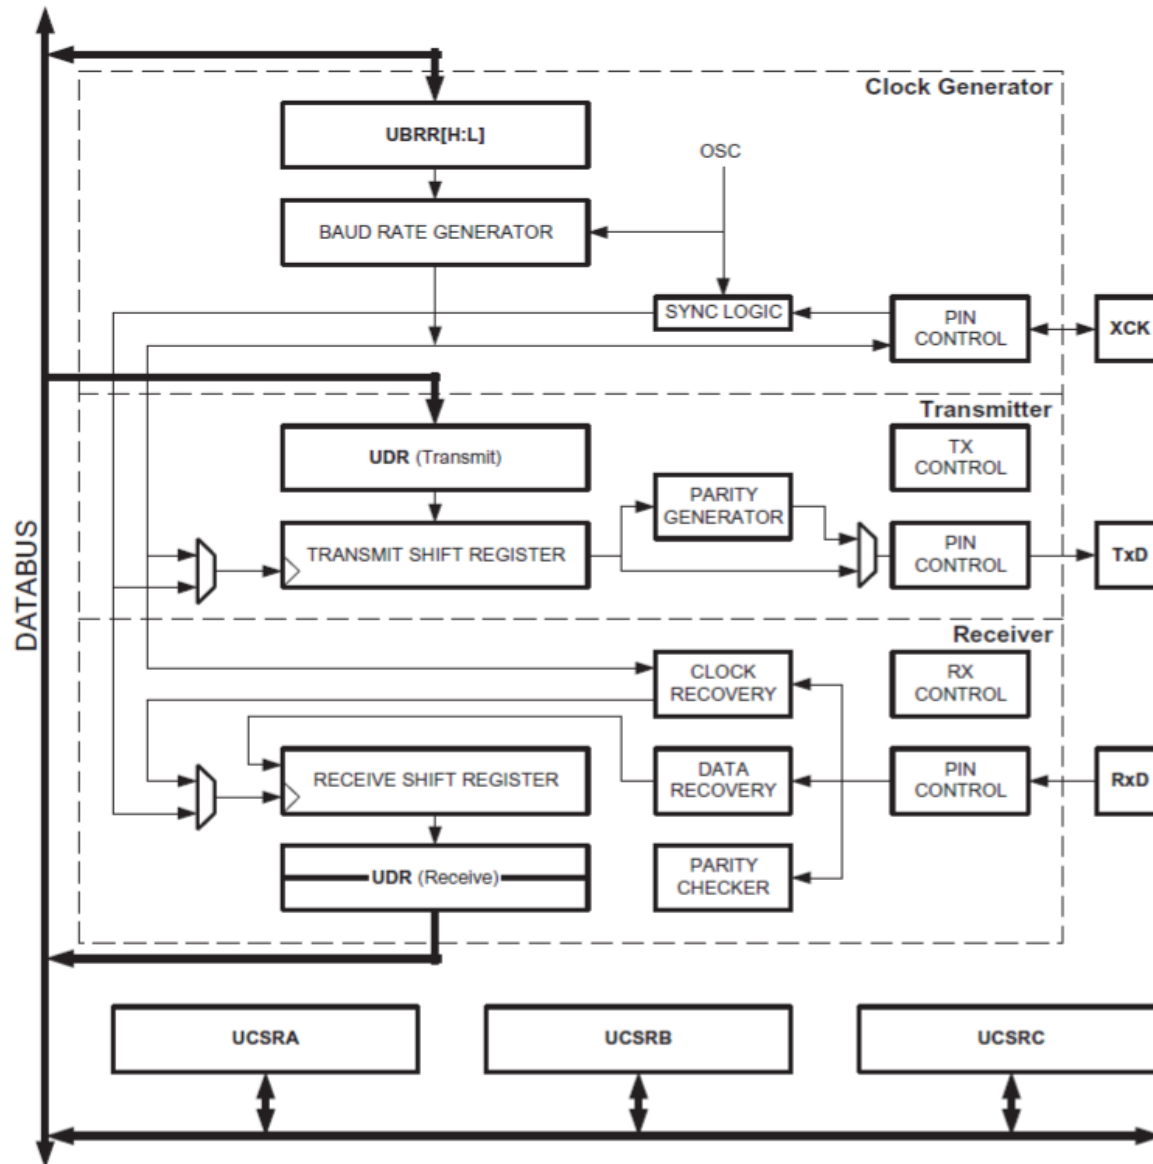 Clock Generator
UBRR[H:L]
OSC
BAUD RATE GENERATOR
SYNC LOGIC
PIN
CONTROL
XCK
Transmitter
UDR (Transmit)
TX
CONTROL
PARITY
GENERATOR
TRANSMIT SHIFT REGISTER
PIN
CONTROL
TxD
DATABUS
Receiver
CLOCK
RECOVERY
RX
CONTROL
RECEIVE SHIFT REGISTER
DATA
RECOVERY
PIN
CONTROL
RxD
UDR (Receive)
PARITY
CHECKER
UCSRA
UCSRB
UCSRC